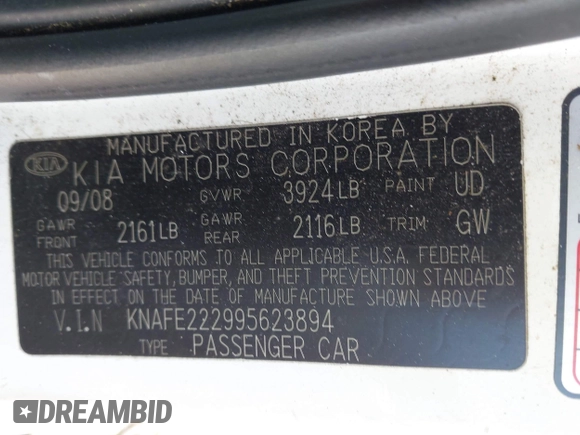 MANUFACTURED IN KOREA BY
KIA KIA MOTORS CORPORATION
09/08 GVWR 3924LB PAINT UD
GAWR FRONT 2161LB GAWR REAR 2116LB TRIM GW
THIS VEHICLE CONFORMS TO ALL APPLICABLE U.S.A. FEDERAL
MOTOR VEHICLE SAFETY, BUMPER, AND THEFT PREVENTION STANDARDS
IN EFFECT ON THE DATE OF MANUFACTURER SHOWN ABOVE
V.I.N KNAFE222995623894
TYPE PASSENGER CAR
DREAMBID